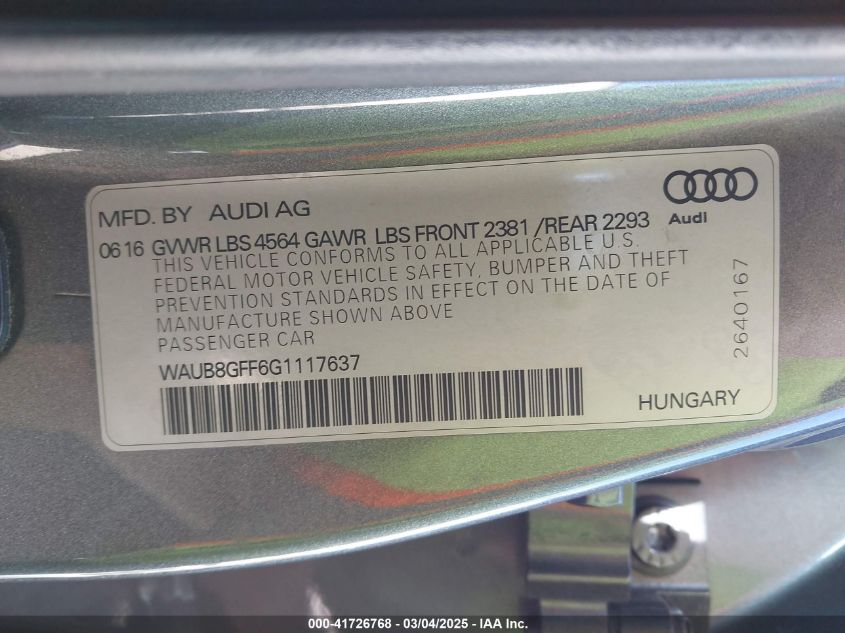 MFD. BY AUDI AG
Audi
0616 GVWR LBS 4564 GAWR LBS FRONT 2381 /REAR 2293
THIS VEHICLE CONFORMS TO ALL APPLICABLE U.S.
FEDERAL MOTOR VEHICLE SAFETY, BUMPER AND THEFT
PREVENTION STANDARDS IN EFFECT ON THE DATE OF
MANUFACTURE SHOWN ABOVE
PASSENGER CAR
WAUB8GFF6G1117637
HUNGARY
2640167
000-41726768 - 03/04/2025 - IAA Inc.